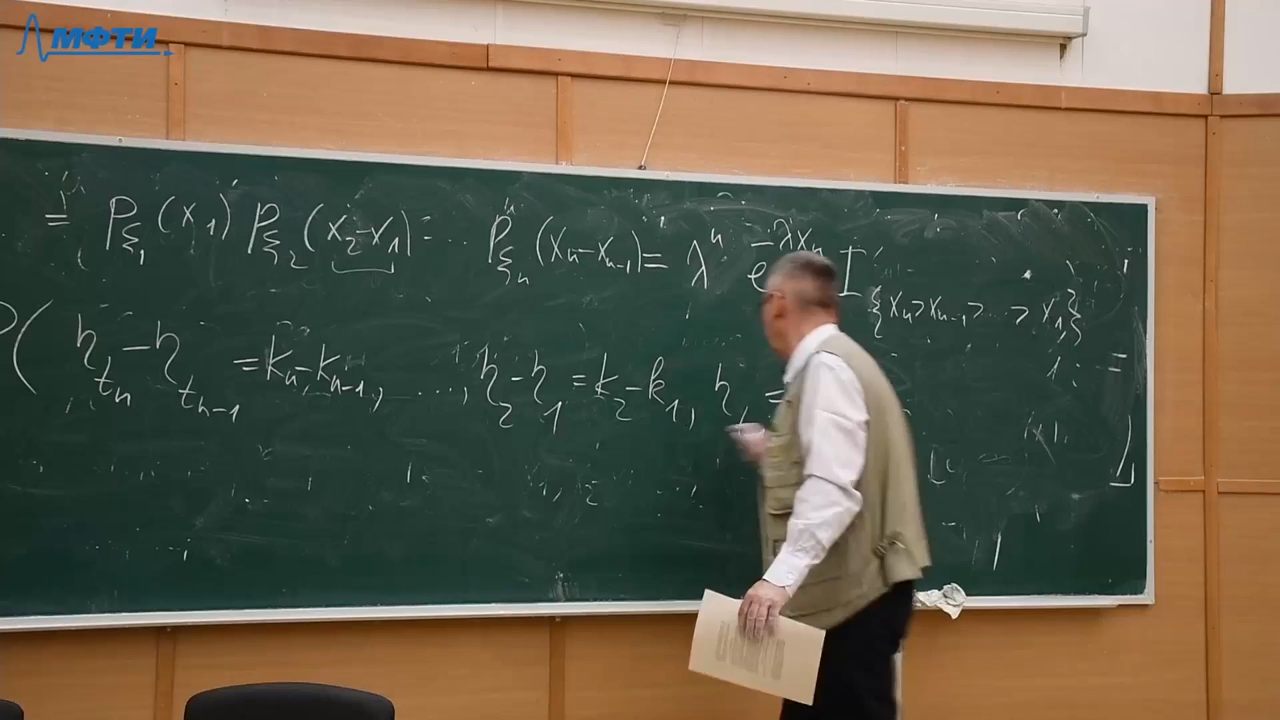 МФТИ
= P_{ξ_1}(x_1) P_{ξ_2}(x_2-x_1) ... P_{ξ_n}(x_n-x_{n-1}) = λ^n e^{-λx_n} I_{{x_n>x_{n-1}>...>x_1}}
P(η_{t_n} - η_{t_{n-1}} = k_n - k_{n-1}, ..., η_2 - η_1 = k_2 - k_1, η_1 =